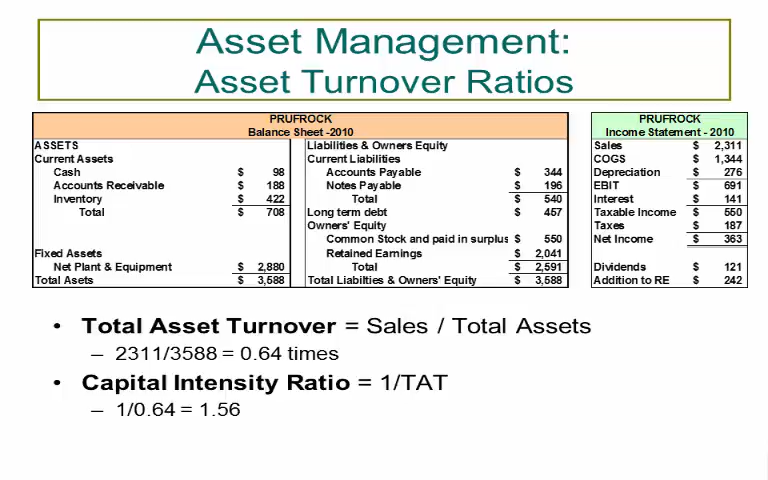 Asset Management:
Asset Turnover Ratios
PRUFROCK
Balance Sheet -2010
ASSETS Liabilities & Owners Equity
Current Assets Current Liabilities
Cash $ 98 Accounts Payable $ 344
Accounts Receivable $ 188 Notes Payable $ 196
Inventory $ 422 Total $ 540
Total $ 708 Long term debt $ 457
Owners' Equity
Common Stock and paid in surplus $ 550
Fixed Assets Retained Earnings $ 2,041
Net Plant & Equipment $ 2,880 Total $ 2,591
Total Asets $ 3,588 Total Liabilties & Owners' Equity $ 3,588
PRUFROCK
Income Statement - 2010
Sales $ 2,311
COGS $ 1,344
Depreciation $ 276
EBIT $ 691
Interest $ 141
Taxable Income $ 550
Taxes $ 187
Net Income $ 363
Dividends $ 121
Addition to RE $ 242
• Total Asset Turnover = Sales / Total Assets
– 2311/3588 = 0.64 times
• Capital Intensity Ratio = 1/TAT
– 1/0.64 = 1.56